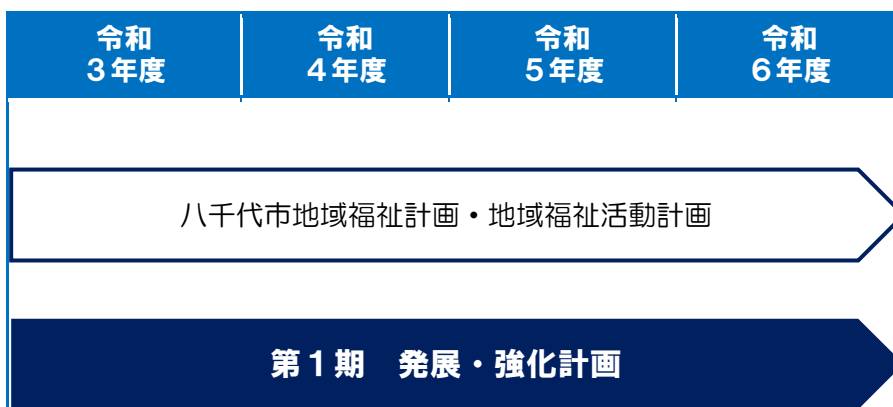 令和
3年度
令和
4年度
令和
5年度
令和
6年度
八千代市地域福祉計画・地域福祉活動計画
第1期　発展・強化計画